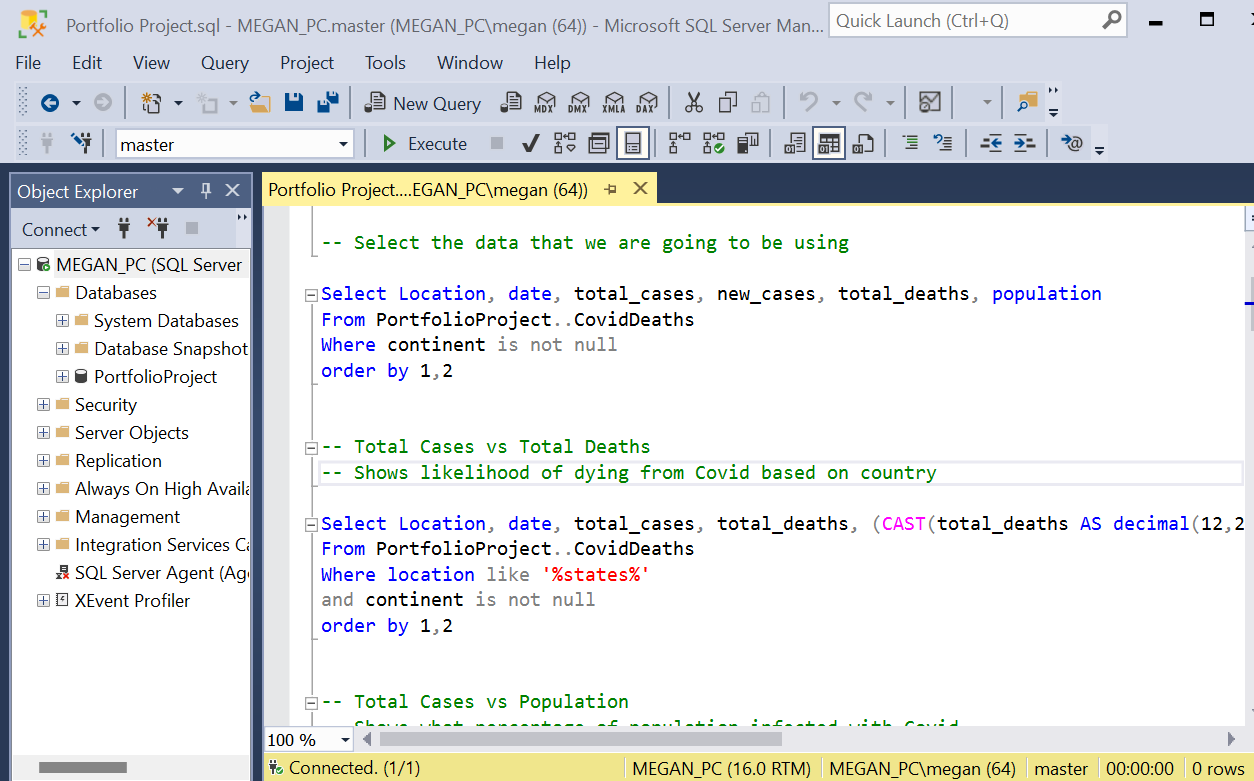 Portfolio Project.sql - MEGAN_PC.master (MEGAN_PC\megan (64)) - Microsoft SQL Server Man...
Quick Launch (Ctrl+Q)
File Edit View Query Project Tools Window Help
New Query MDX DMX XMLA DAX
master Execute
Object Explorer
Connect
MEGAN_PC (SQL Server
Databases
System Databases
Database Snapshot
PortfolioProject
Security
Server Objects
Replication
Always On High Availa
Management
Integration Services Ca
SQL Server Agent (Age
XEvent Profiler
Portfolio Project....EGAN_PC\megan (64))
-- Select the data that we are going to be using
Select Location, date, total_cases, new_cases, total_deaths, population
From PortfolioProject..CovidDeaths
Where continent is not null
order by 1,2
-- Total Cases vs Total Deaths
-- Shows likelihood of dying from Covid based on country
Select Location, date, total_cases, total_deaths, (CAST(total_deaths AS decimal(12,2
From PortfolioProject..CovidDeaths
Where location like '%states%'
and continent is not null
order by 1,2
-- Total Cases vs Population
-- Shows what percentage of population infected with Covid
100 %
Connected. (1/1)
MEGAN_PC (16.0 RTM) MEGAN_PC\megan (64) master 00:00:00 0 rows